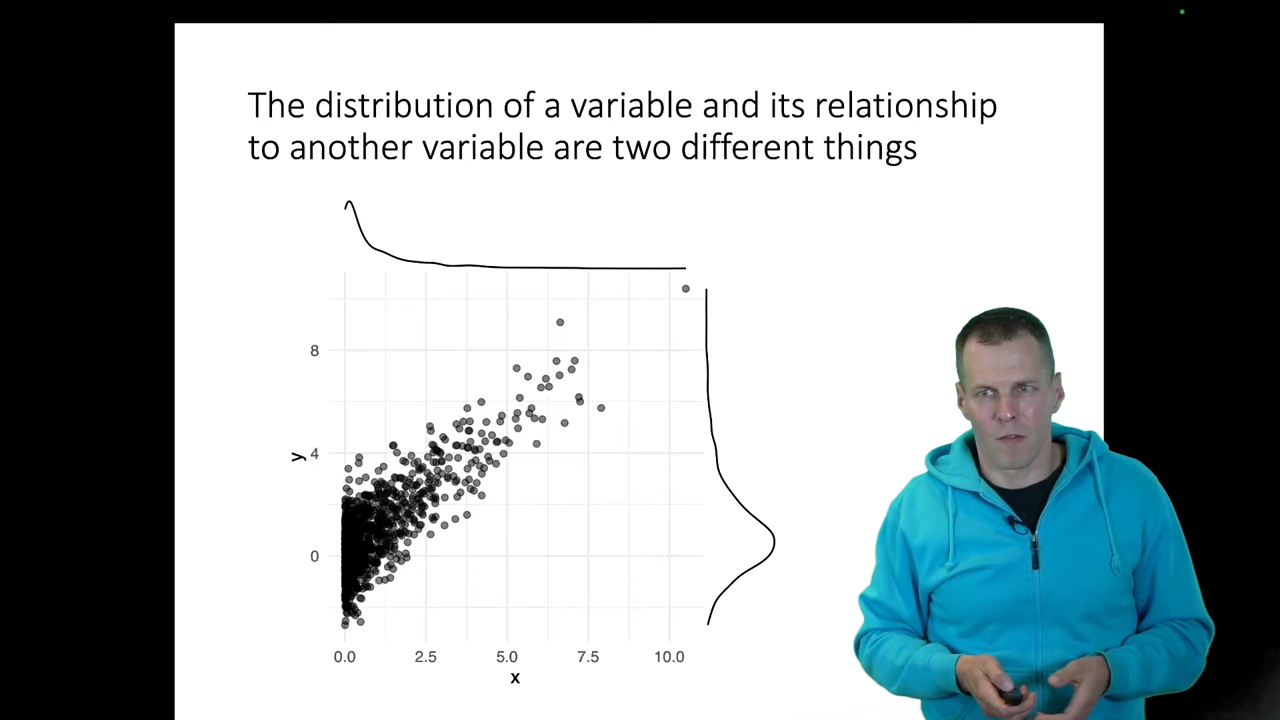 The distribution of a variable and its relationship
to another variable are two different things
8
4
0
y
0.0 2.5 5.0 7.5 10.0
x